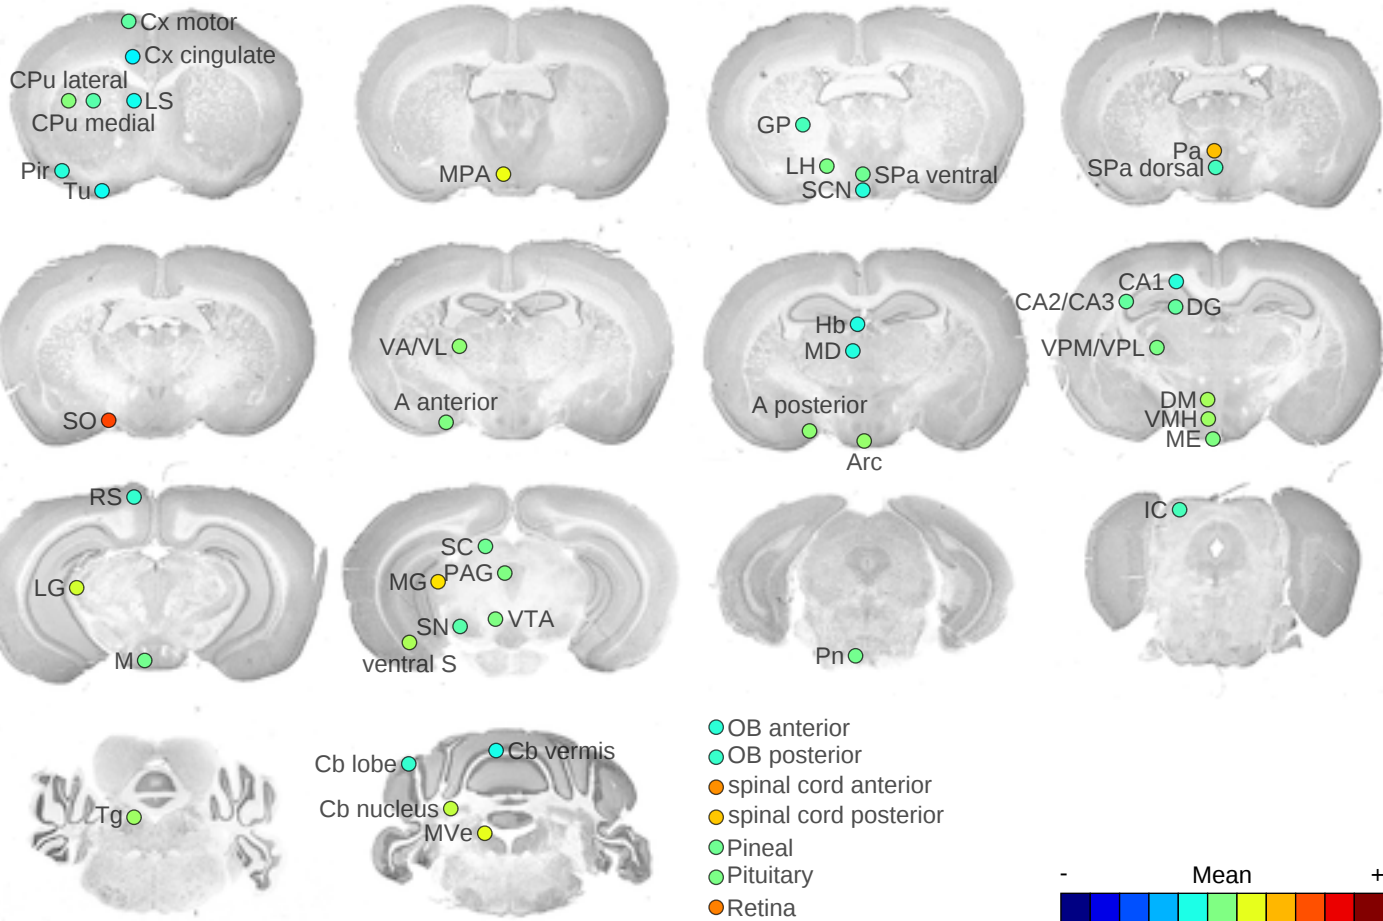 Cx motor
Cx cingulate
CPu lateral
LS
CPu medial
Pir
Tu
MPA
GP
LH
SPa ventral
SCN
Pa
SPa dorsal
SO
VA/VL
A anterior
Hb
MD
A posterior
Arc
CA1
CA2/CA3
DG
VPM/VPL
DM
VMH
ME
RS
LG
M
SC
MG
PAG
SN
VTA
ventral S
Pn
IC
Tg
Cb lobe
Cb vermis
Cb nucleus
MVe
OB anterior
OB posterior
spinal cord anterior
spinal cord posterior
Pineal
Pituitary
Retina
- Mean +